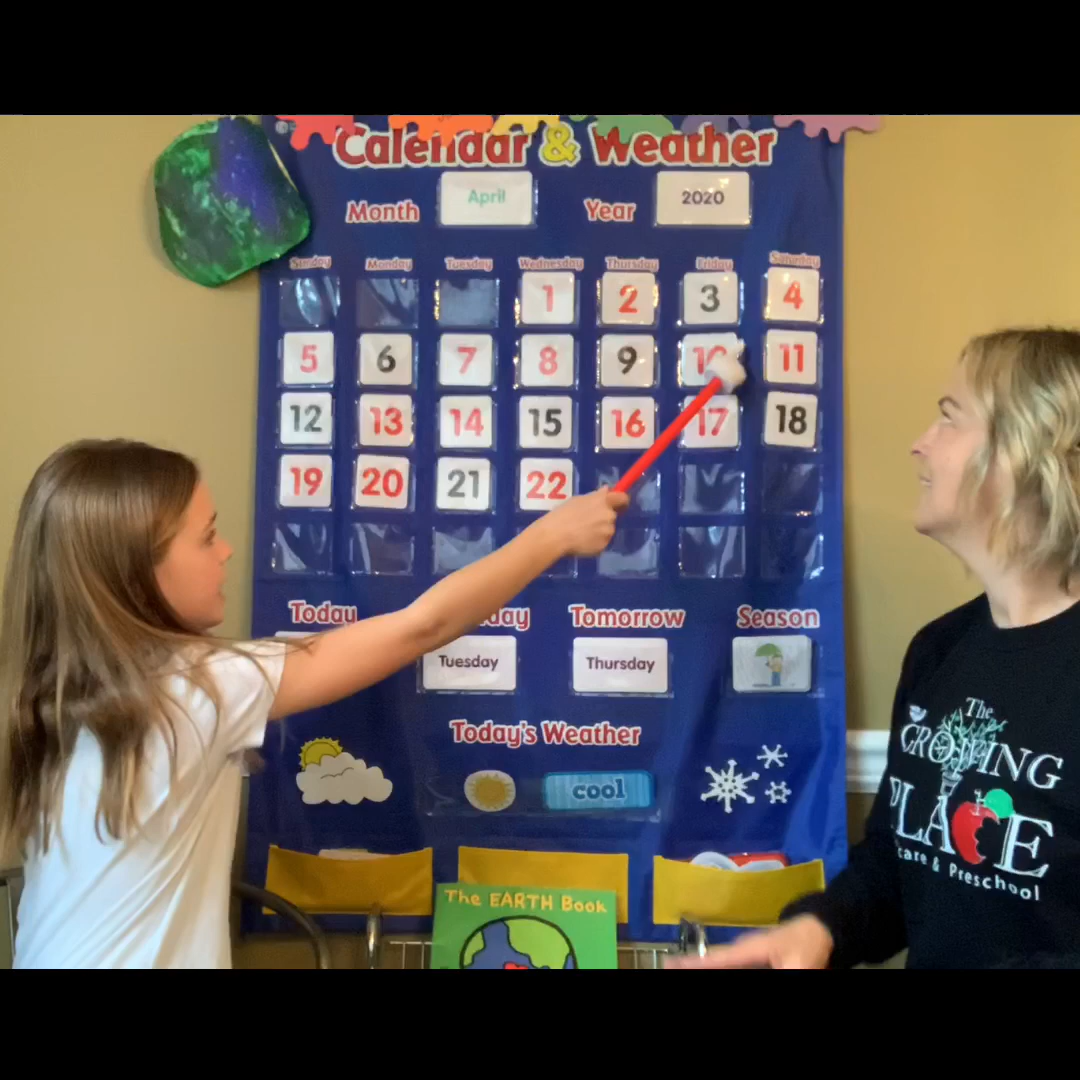 Calendar & Weather
Month April Year 2020
Sunday Monday Tuesday Wednesday Thursday Friday Saturday
1 2 3 4
5 6 7 8 9 10 11
12 13 14 15 16 17 18
19 20 21 22
Today Tomorrow Season
Tuesday Thursday
Today's Weather
cool
The EARTH Book
The
GROWING
PLACE
care & Preschool